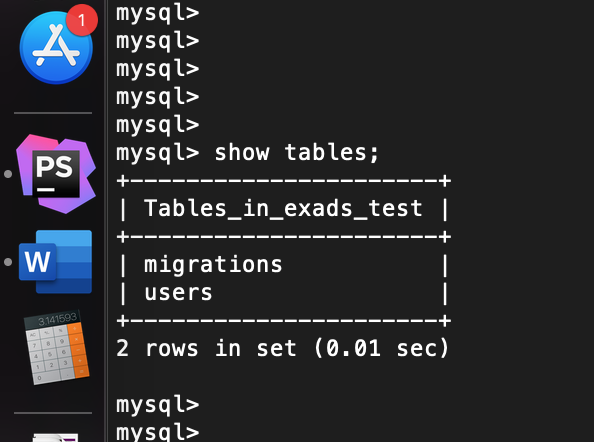 1
mysql>
mysql>
mysql>
mysql>
mysql>
mysql> show tables;
+----------------------+
| Tables_in_exads_test |
+----------------------+
| migrations           |
| users                |
+----------------------+
2 rows in set (0.01 sec)
mysql>
mysql>
PS
W
3.141593